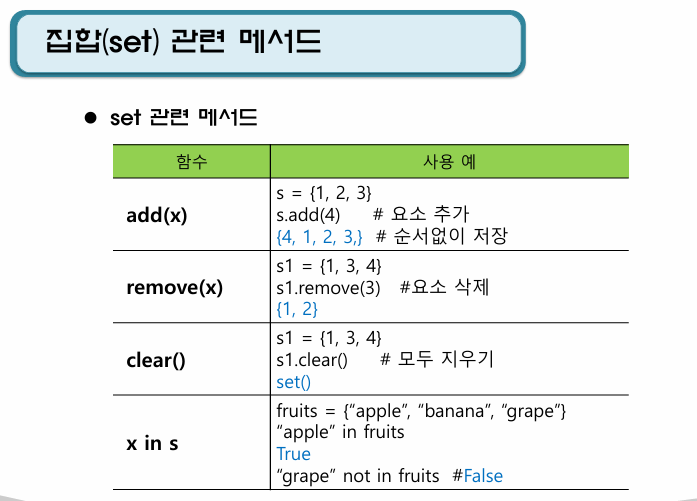 집합(set) 관련 메서드
● set 관련 메서드
함수
사용 예
add(x)
s = {1, 2, 3}
s.add(4) # 요소 추가
{4, 1, 2, 3,} # 순서없이 저장
remove(x)
s1 = {1, 3, 4}
s1.remove(3) #요소 삭제
{1, 2}
clear()
s1 = {1, 3, 4}
s1.clear() # 모두 지우기
set()
x in s
fruits = {“apple”, “banana”, “grape”}
“apple” in fruits
True
“grape” not in fruits #False